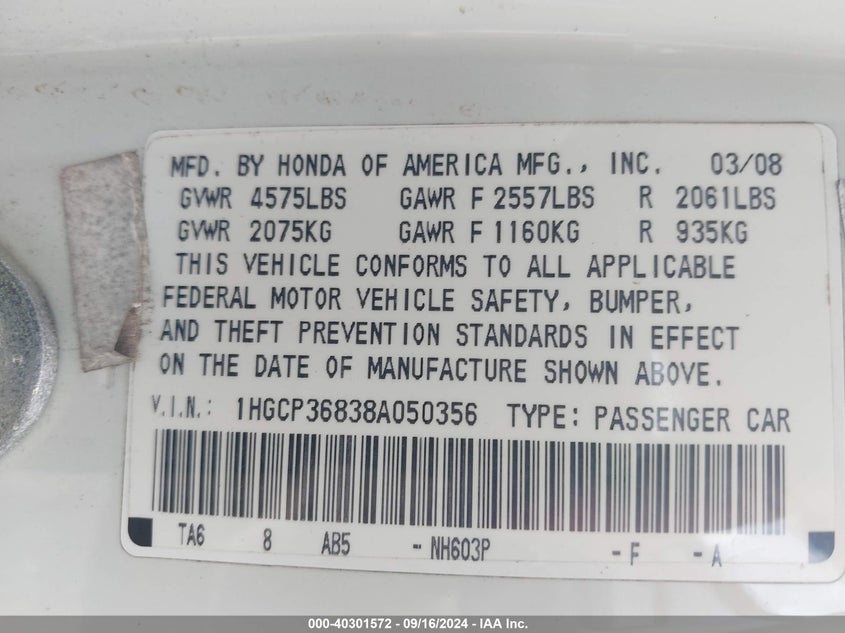 MFD. BY HONDA OF AMERICA MFG., INC. 03/08
GVWR 4575LBS GAWR F 2557LBS R 2061LBS
GVWR 2075KG GAWR F 1160KG R 935KG
THIS VEHICLE CONFORMS TO ALL APPLICABLE
FEDERAL MOTOR VEHICLE SAFETY, BUMPER,
AND THEFT PREVENTION STANDARDS IN EFFECT
ON THE DATE OF MANUFACTURE SHOWN ABOVE.
V.I.N.: 1HGCP36838A050356 TYPE: PASSENGER CAR
TA6 8 AB5 - NH603P - F - A
000-40301572 - 09/16/2024 - IAA Inc.